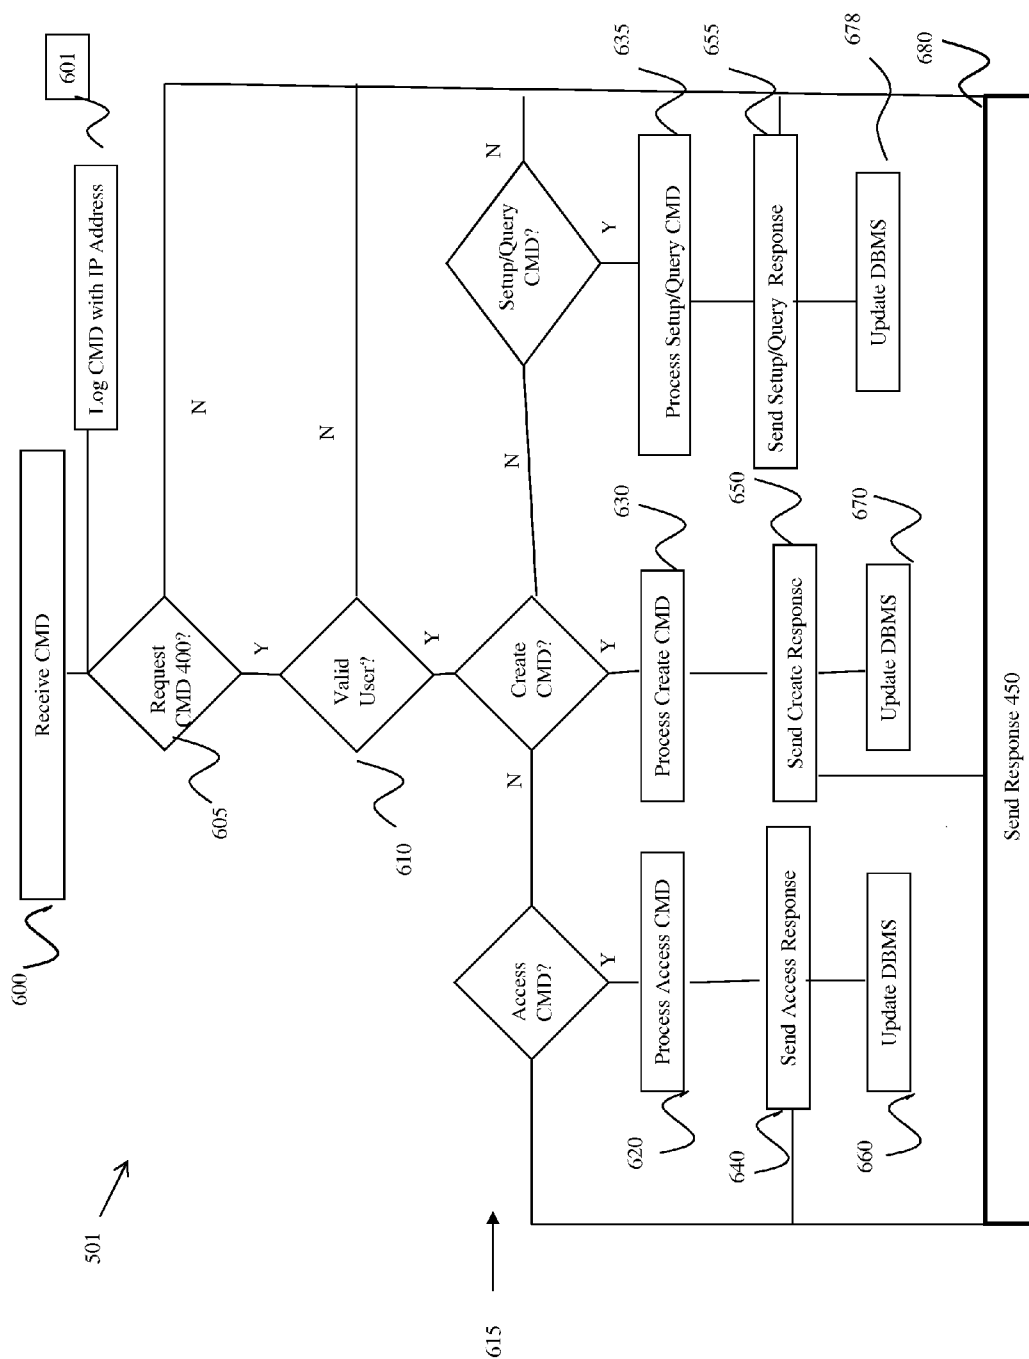 501
600
Receive CMD
601
Log CMD with IP Address
Request
CMD 400?
605
N
Y
Valid
User?
610
N
Y
615
Access
CMD?
N
Create
CMD?
N
Setup/Query
CMD?
N
Y
Y
Y
620
Process Access CMD
630
Process Create CMD
635
Process Setup/Query CMD
640
Send Access Response
650
Send Create Response
655
Send Setup/Query Response
660
Update DBMS
670
Update DBMS
678
Update DBMS
680
Send Response 450